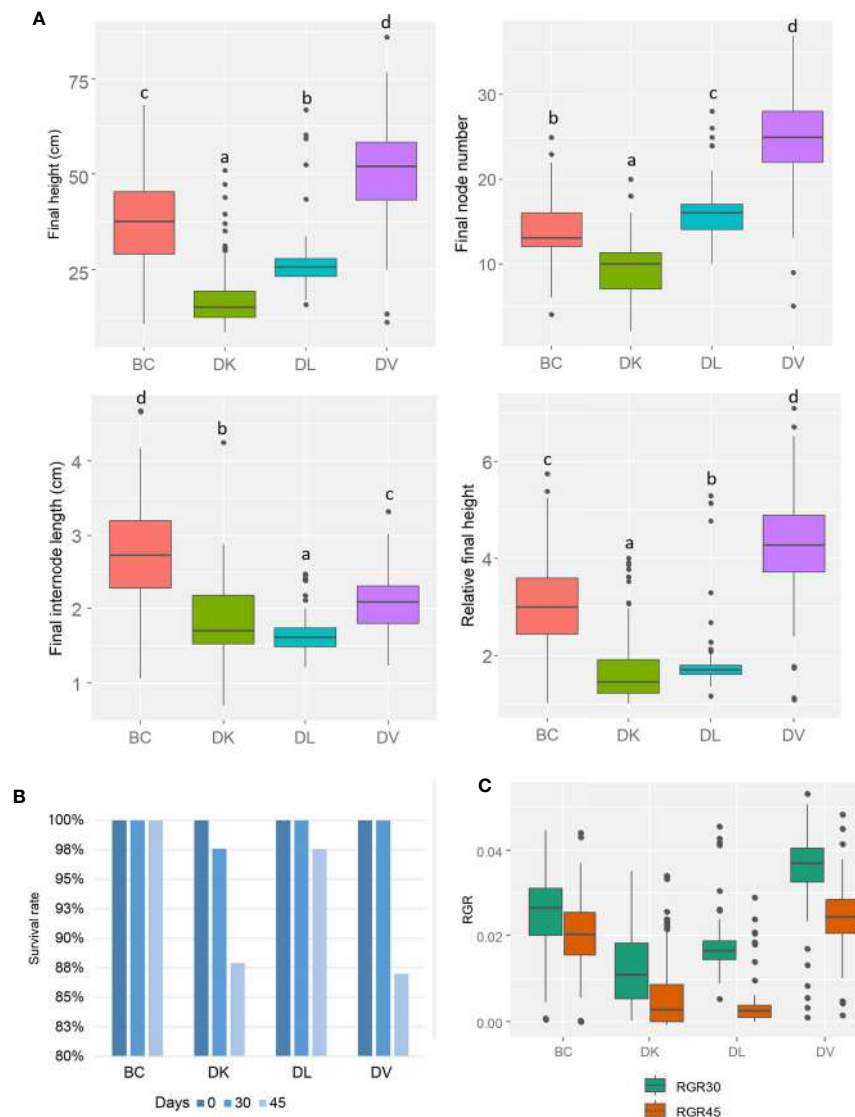 A
Final height (cm)
75
50
25
c
a
b
d
BC DK DL DV
Final node number
30
20
10
b
a
c
d
BC DK DL DV
Final internode length (cm)
4
3
2
1
d
b
a
c
BC DK DL DV
Relative final height
6
4
2
c
a
b
d
BC DK DL DV
B
Survival rate
100%
98%
95%
93%
90%
88%
85%
83%
80%
BC DK DL DV
Days 0 30 45
C
RGR
0.04
0.02
0.00
BC DK DL DV
RGR30
RGR45